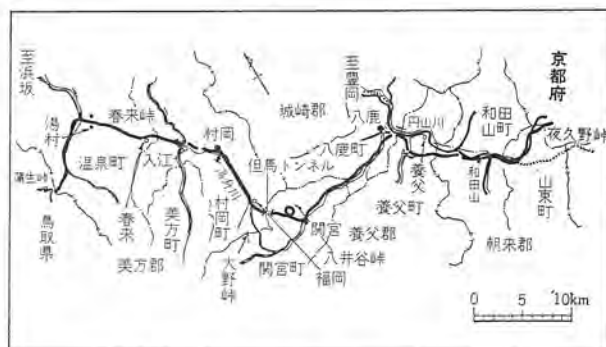 至浜坂
湯村
春来峠
温泉町
蒲生峠
鳥取県
春来
入江
美方町
美方郡
村岡
村岡町
城崎郡
但馬トンネル
大野峠
関宮町
福岡
八井谷峠
関宮
至豊岡
八鹿
八鹿町
円山川
養父
養父町
養父郡
和田山町
和田山
朝来郡
京都府
夜久野峠
山東町
0 5 10km